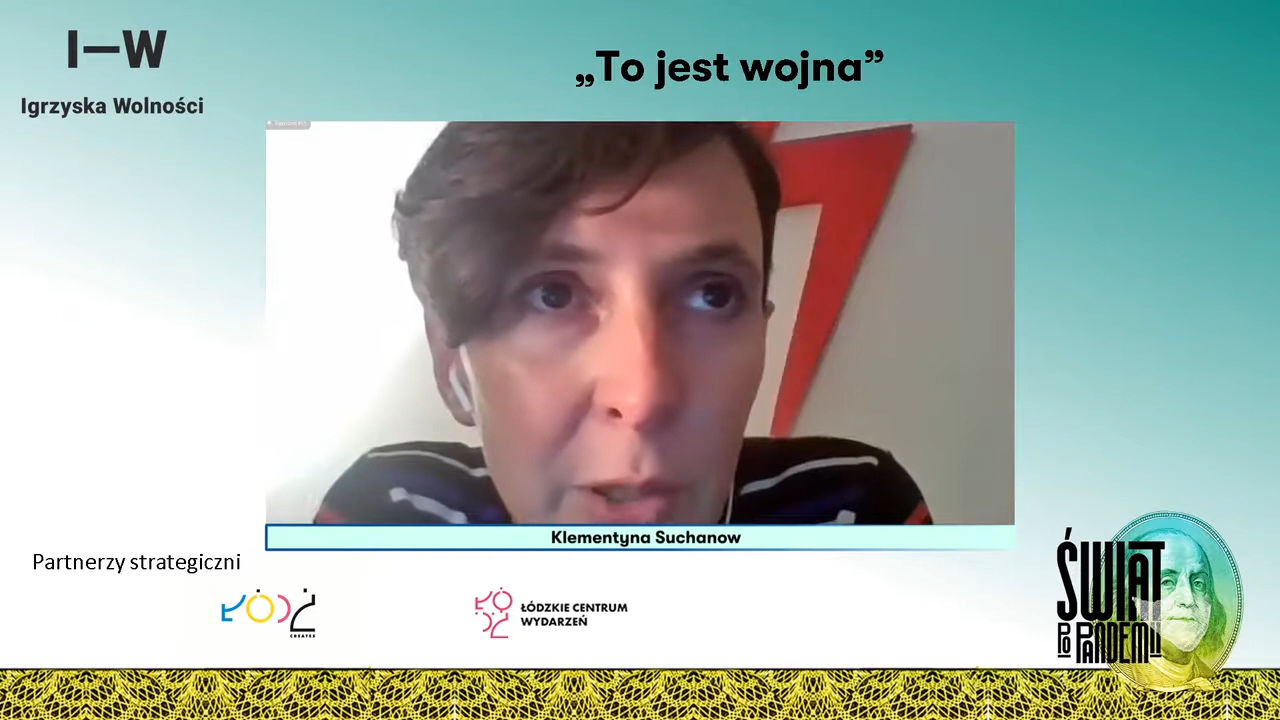 I—W
Igrzyska Wolności
„To jest wojna”
Klementyna Suchanow
Partnerzy strategiczni
ŁÓDŹ
CREATES
ŁÓDZKIE CENTRUM
WYDARZEŃ
ŚWIAT
PO PANDEMII